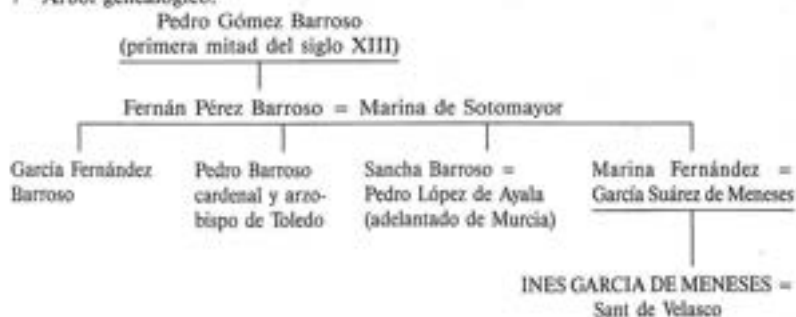 Árbol genealógico.
Pedro Gómez Barroso
(primera mitad del siglo XIII)
Fernán Pérez Barroso = Marina de Sotomayor
García Fernández
Barroso
Pedro Barroso
cardenal y arzo-
bispo de Toledo
Sancha Barroso =
Pedro López de Ayala
(adelantado de Murcia)
Marina Fernández =
García Suárez de Meneses
INES GARCIA DE MENESES =
Sant de Velasco